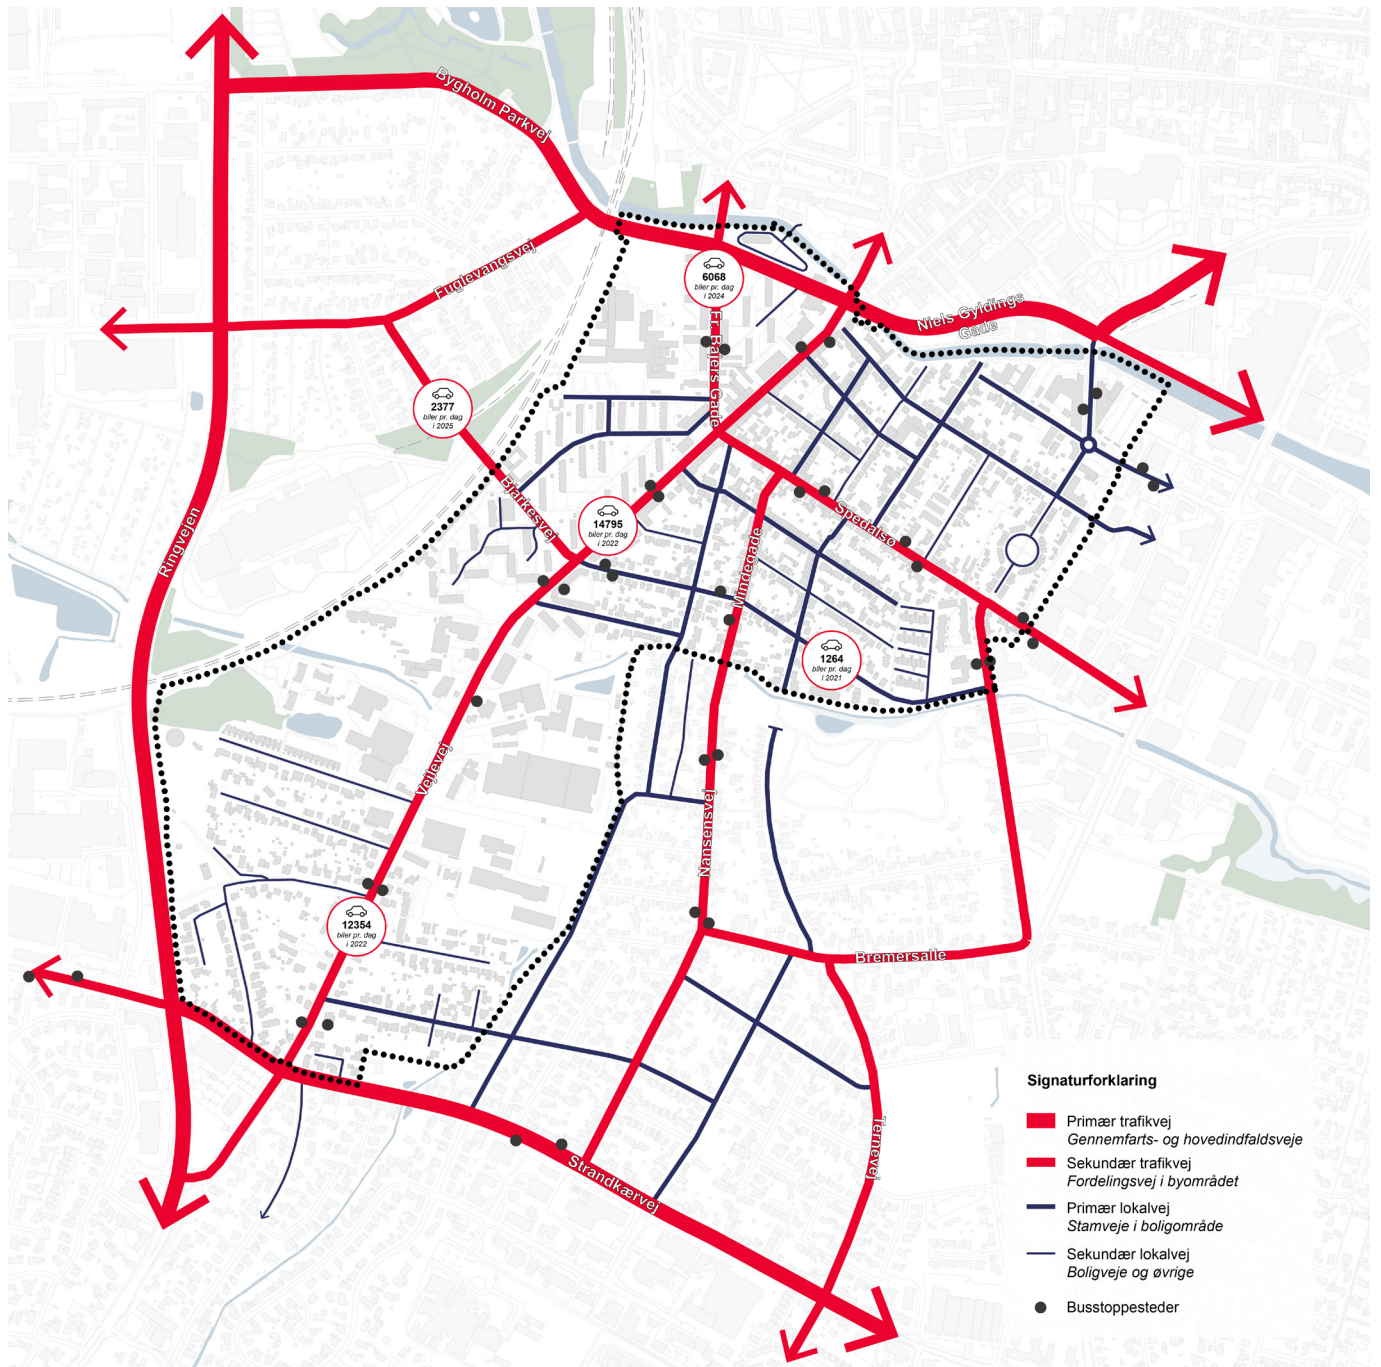 Bygholm Parkvej
Fuglevangsvej
6068
biler pr. dag
i 2024
Niels Gyldings
Gade
Fr. Bajers Gade
2377
biler pr. dag
i 2025
Bjarkesvej
14795
biler pr. dag
i 2022
Spedalsø
Ringvejen
Mindegade
1264
biler pr. dag
i 2021
Vejlevej
Nansensvej
12354
biler pr. dag
i 2022
Bremersalle
Ternevej
Strandkærvej
Signaturforklaring
Primær trafikvej
Gennemfarts- og hovedindfaldsveje
Sekundær trafikvej
Fordelingsvej i byområdet
Primær lokalvej
Stamveje i boligområde
Sekundær lokalvej
Boligveje og øvrige
Busstoppesteder